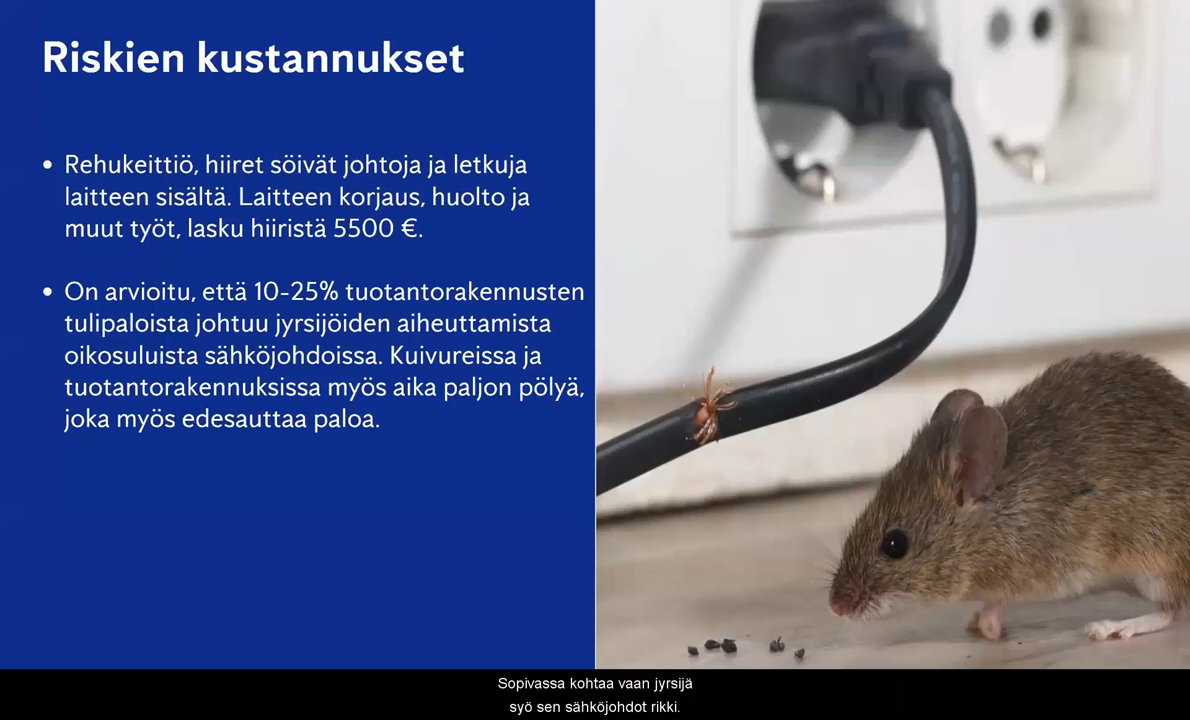 Riskien kustannukset
• Rehukeittiö, hiiret söivät johtoja ja letkuja
laitteen sisältä. Laitteen korjaus, huolto ja
muut työt, lasku hiiristä 5500 €.
• On arvioitu, että 10-25% tuotantorakennusten
tulipaloista johtuu jyrsijöiden aiheuttamista
oikosuluista sähköjohdoissa. Kuivureissa ja
tuotantorakennuksissa myös aika paljon pölyä,
joka myös edesauttaa paloa.
Sopivassa kohtaa vaan jyrsijä
syö sen sähköjohdot rikki.